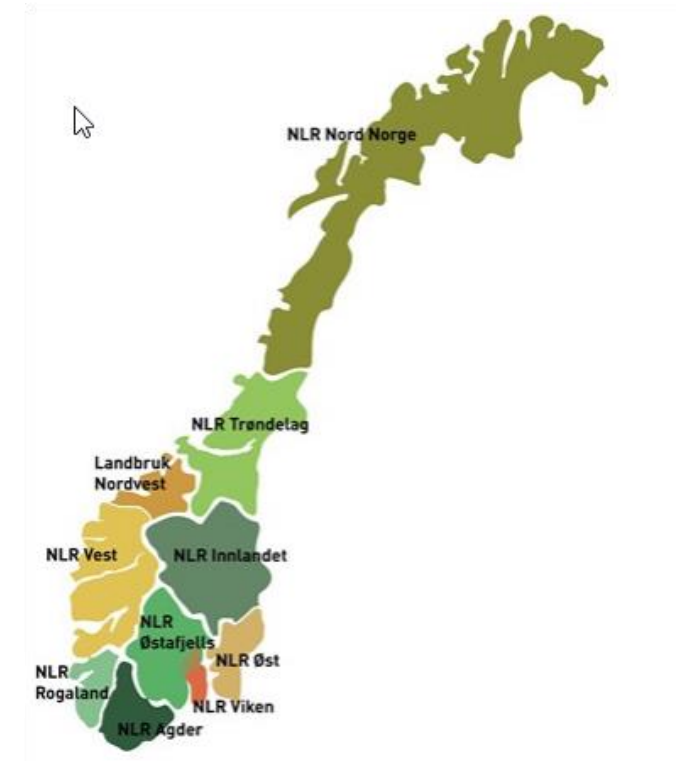 NLR Nord Norge
NLR Trøndelag
Landbruk
Nordvest
NLR Vest
NLR Innlandet
NLR
Østafjells
NLR Øst
NLR
Rogaland
NLR Viken
NLR Agder